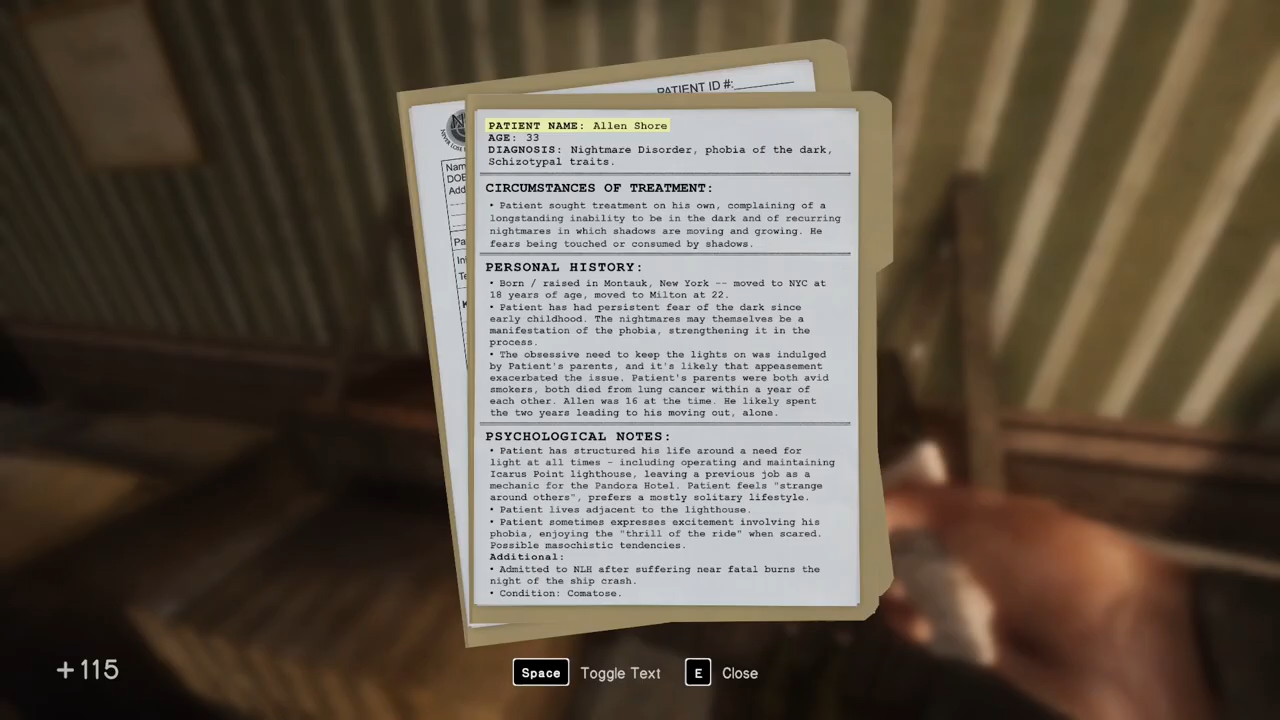 PATIENT ID #:
PATIENT NAME: Allen Shore
AGE: 33
DIAGNOSIS: Nightmare Disorder, phobia of the dark,
Schizotypal traits.
CIRCUMSTANCES OF TREATMENT:
• Patient sought treatment on his own, complaining of a
longstanding inability to be in the dark and of recurring
nightmares in which shadows are moving and growing. He
fears being touched or consumed by shadows.
PERSONAL HISTORY:
• Born / raised in Montauk, New York -- moved to NYC at
18 years of age, moved to Milton at 22.
• Patient has had persistent fear of the dark since
early childhood. The nightmares may themselves be a
manifestation of the phobia, strengthening it in the
process.
• The obsessive need to keep the lights on was indulged
by Patient's parents, and it's likely that appeasement
exacerbated the issue. Patient's parents were both avid
smokers, both died from lung cancer within a year of
each other. Allen was 16 at the time. He likely spent
the two years leading to his moving out, alone.
PSYCHOLOGICAL NOTES:
• Patient has structured his life around a need for
light at all times - including operating and maintaining
Icarus Point lighthouse, leaving a previous job as a
mechanic for the Pandora Hotel. Patient feels "strange
around others", prefers a mostly solitary lifestyle.
• Patient lives adjacent to the lighthouse.
• Patient sometimes expresses excitement involving his
phobia, enjoying the "thrill of the ride" when scared.
Possible masochistic tendencies.
Additional:
• Admitted to NLH after suffering near fatal burns the
night of the ship crash.
• Condition: Comatose.
+115
Space Toggle Text E Close